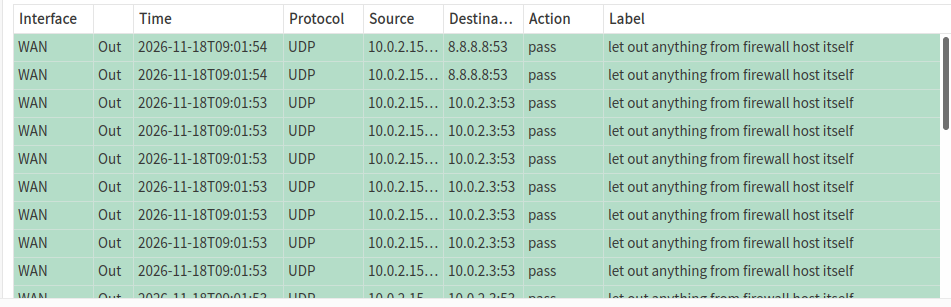 Interface Time Protocol Source Destina... Action Label
WAN Out 2026-11-18T09:01:54 UDP 10.0.2.15... 8.8.8.8:53 pass let out anything from firewall host itself
WAN Out 2026-11-18T09:01:54 UDP 10.0.2.15... 8.8.8.8:53 pass let out anything from firewall host itself
WAN Out 2026-11-18T09:01:53 UDP 10.0.2.15... 10.0.2.3:53 pass let out anything from firewall host itself
WAN Out 2026-11-18T09:01:53 UDP 10.0.2.15... 10.0.2.3:53 pass let out anything from firewall host itself
WAN Out 2026-11-18T09:01:53 UDP 10.0.2.15... 10.0.2.3:53 pass let out anything from firewall host itself
WAN Out 2026-11-18T09:01:53 UDP 10.0.2.15... 10.0.2.3:53 pass let out anything from firewall host itself
WAN Out 2026-11-18T09:01:53 UDP 10.0.2.15... 10.0.2.3:53 pass let out anything from firewall host itself
WAN Out 2026-11-18T09:01:53 UDP 10.0.2.15... 10.0.2.3:53 pass let out anything from firewall host itself
WAN Out 2026-11-18T09:01:53 UDP 10.0.2.15... 10.0.2.3:53 pass let out anything from firewall host itself